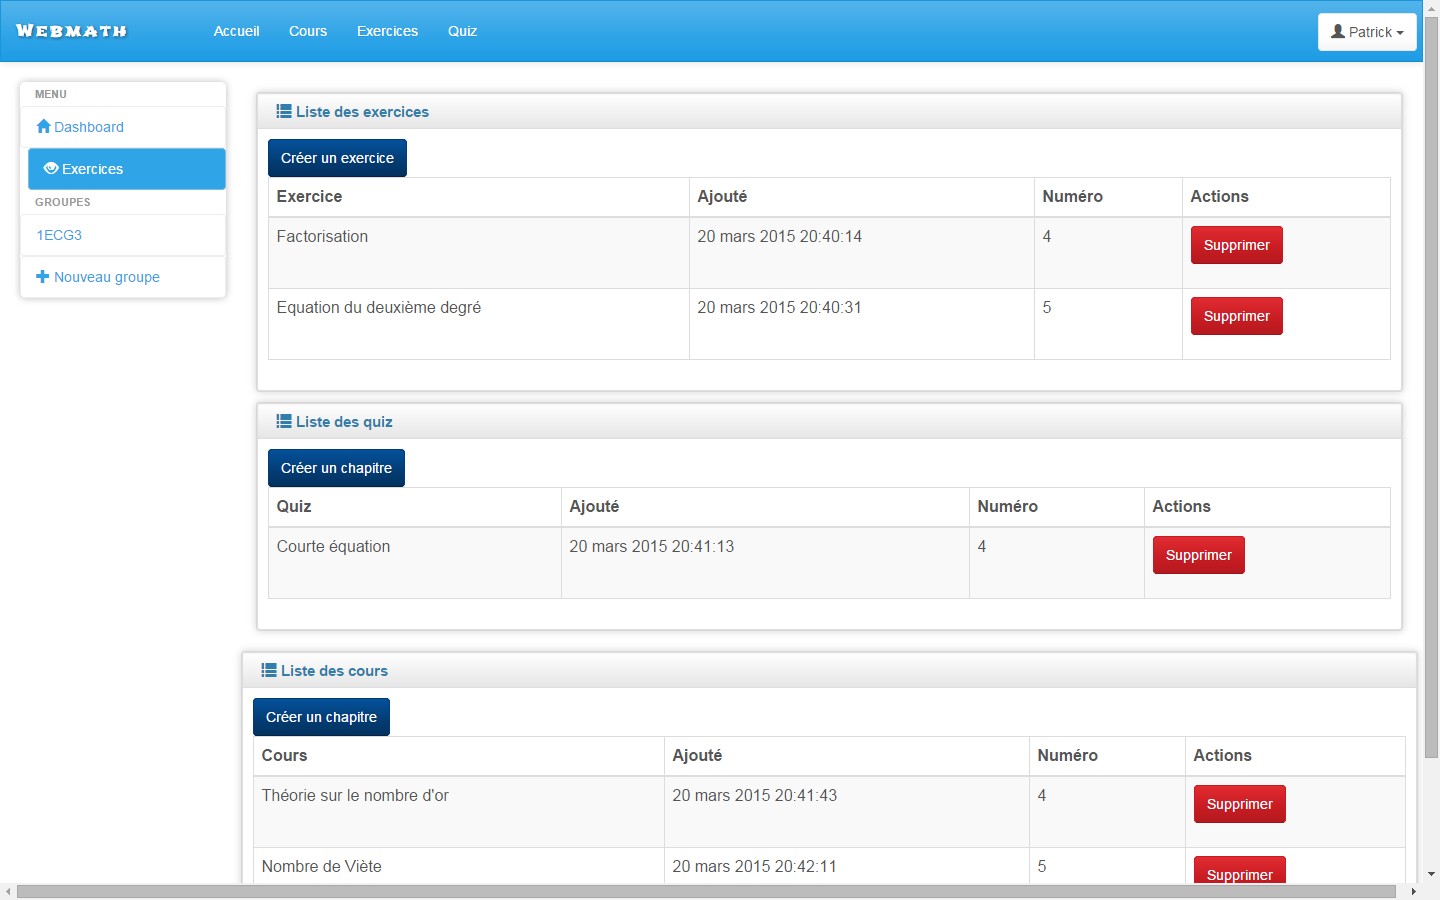 WEBMATH Accueil Cours Exercices Quiz Patrick
MENU
Dashboard
Exercices
GROUPES
1ECG3
Nouveau groupe
Liste des exercices
Créer un exercice
Exercice Ajouté Numéro Actions
Factorisation 20 mars 2015 20:40:14 4 Supprimer
Equation du deuxième degré 20 mars 2015 20:40:31 5 Supprimer
Liste des quiz
Créer un chapitre
Quiz Ajouté Numéro Actions
Courte équation 20 mars 2015 20:41:13 4 Supprimer
Liste des cours
Créer un chapitre
Cours Ajouté Numéro Actions
Théorie sur le nombre d'or 20 mars 2015 20:41:43 4 Supprimer
Nombre de Viète 20 mars 2015 20:42:11 5 Supprimer